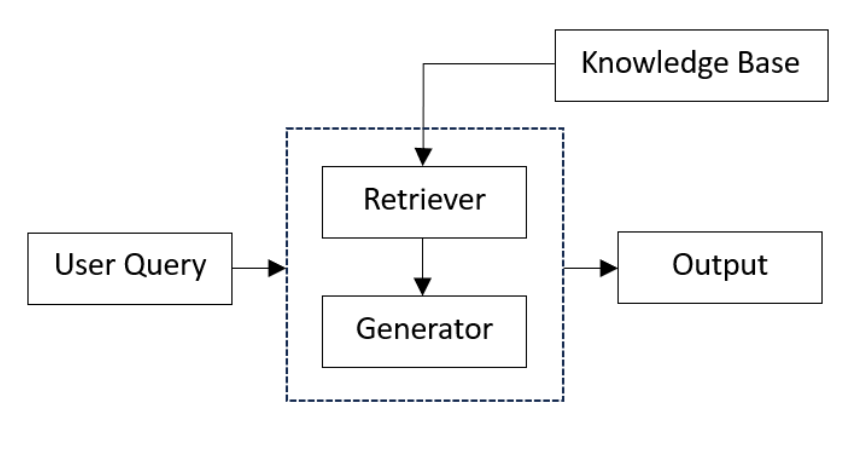 Knowledge Base
Retriever
User Query
Output
Generator